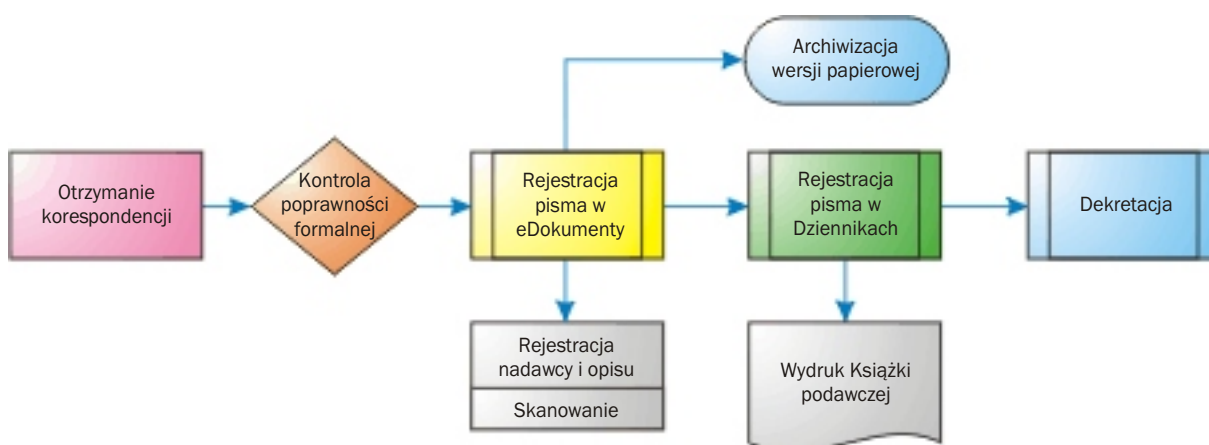 Archiwizacja
wersji papierowej
Otrzymanie
korespondencji
Kontrola
poprawności
formalnej
Rejestracja
pisma w
eDokumenty
Rejestracja
pisma w
Dziennikach
Dekretacja
Rejestracja
nadawcy i opisu
Skanowanie
Wydruk Książki
podawczej